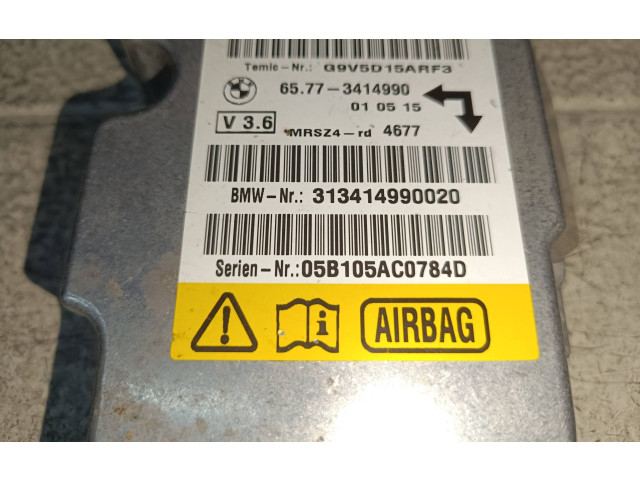 Temic-Nr.: G9V5D15ARF3
65.77-3414990
01 05 15
V 3.6
MRSZ4-rd 4677
BMW-Nr.: 313414990020
Serien-Nr.: 05B105AC0784D
AIRBAG